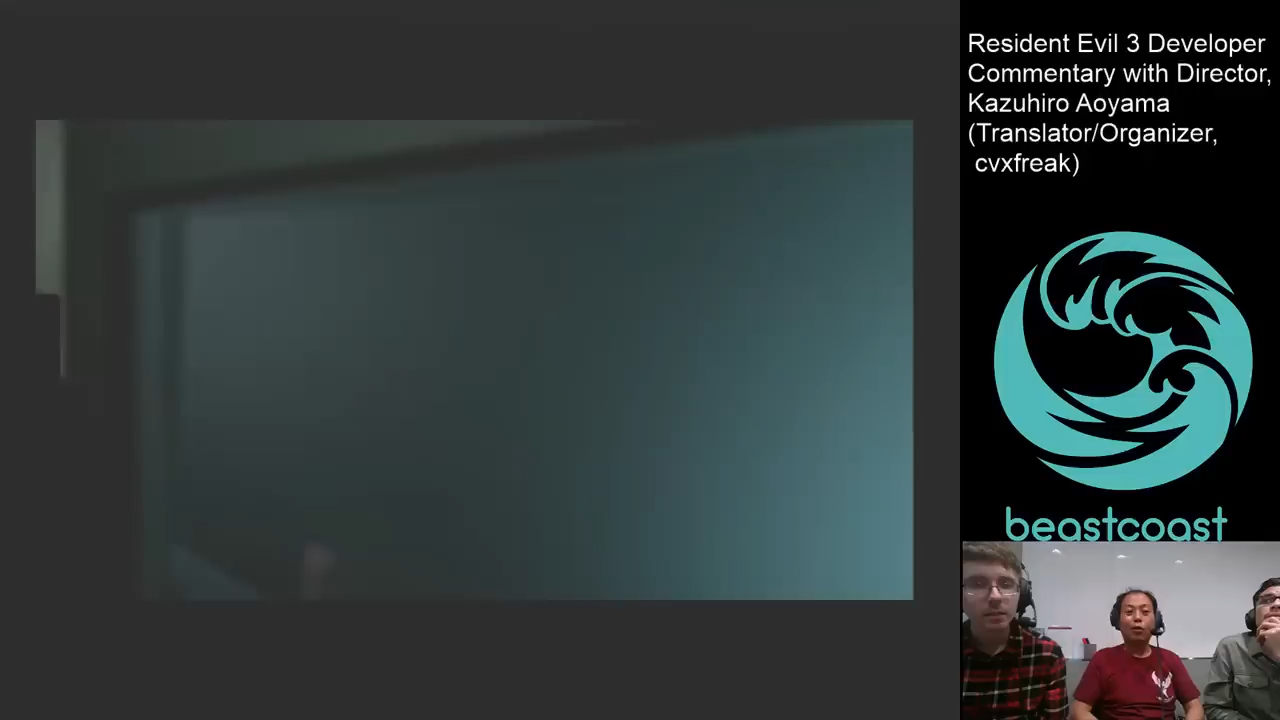 Resident Evil 3 Developer
Commentary with Director,
Kazuhiro Aoyama
(Translator/Organizer,
cvxfreak)
beastcoast